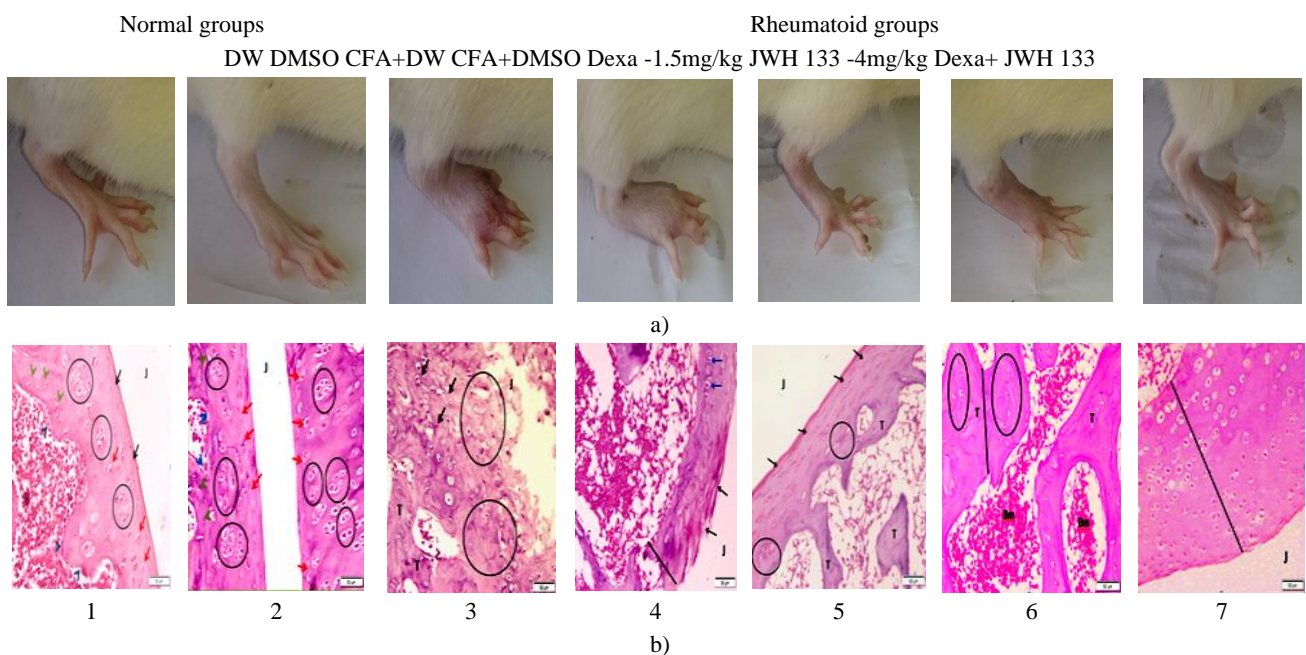 Normal groups Rheumatoid groups
DW DMSO CFA+DW CFA+DMSO Dexa -1.5mg/kg JWH 133 -4mg/kg Dexa+ JWH 133
a)
J
J
J
T
T
J
J
T
T
T
T
T
Bm
Bm
J
1 2 3 4 5 6 7
b)